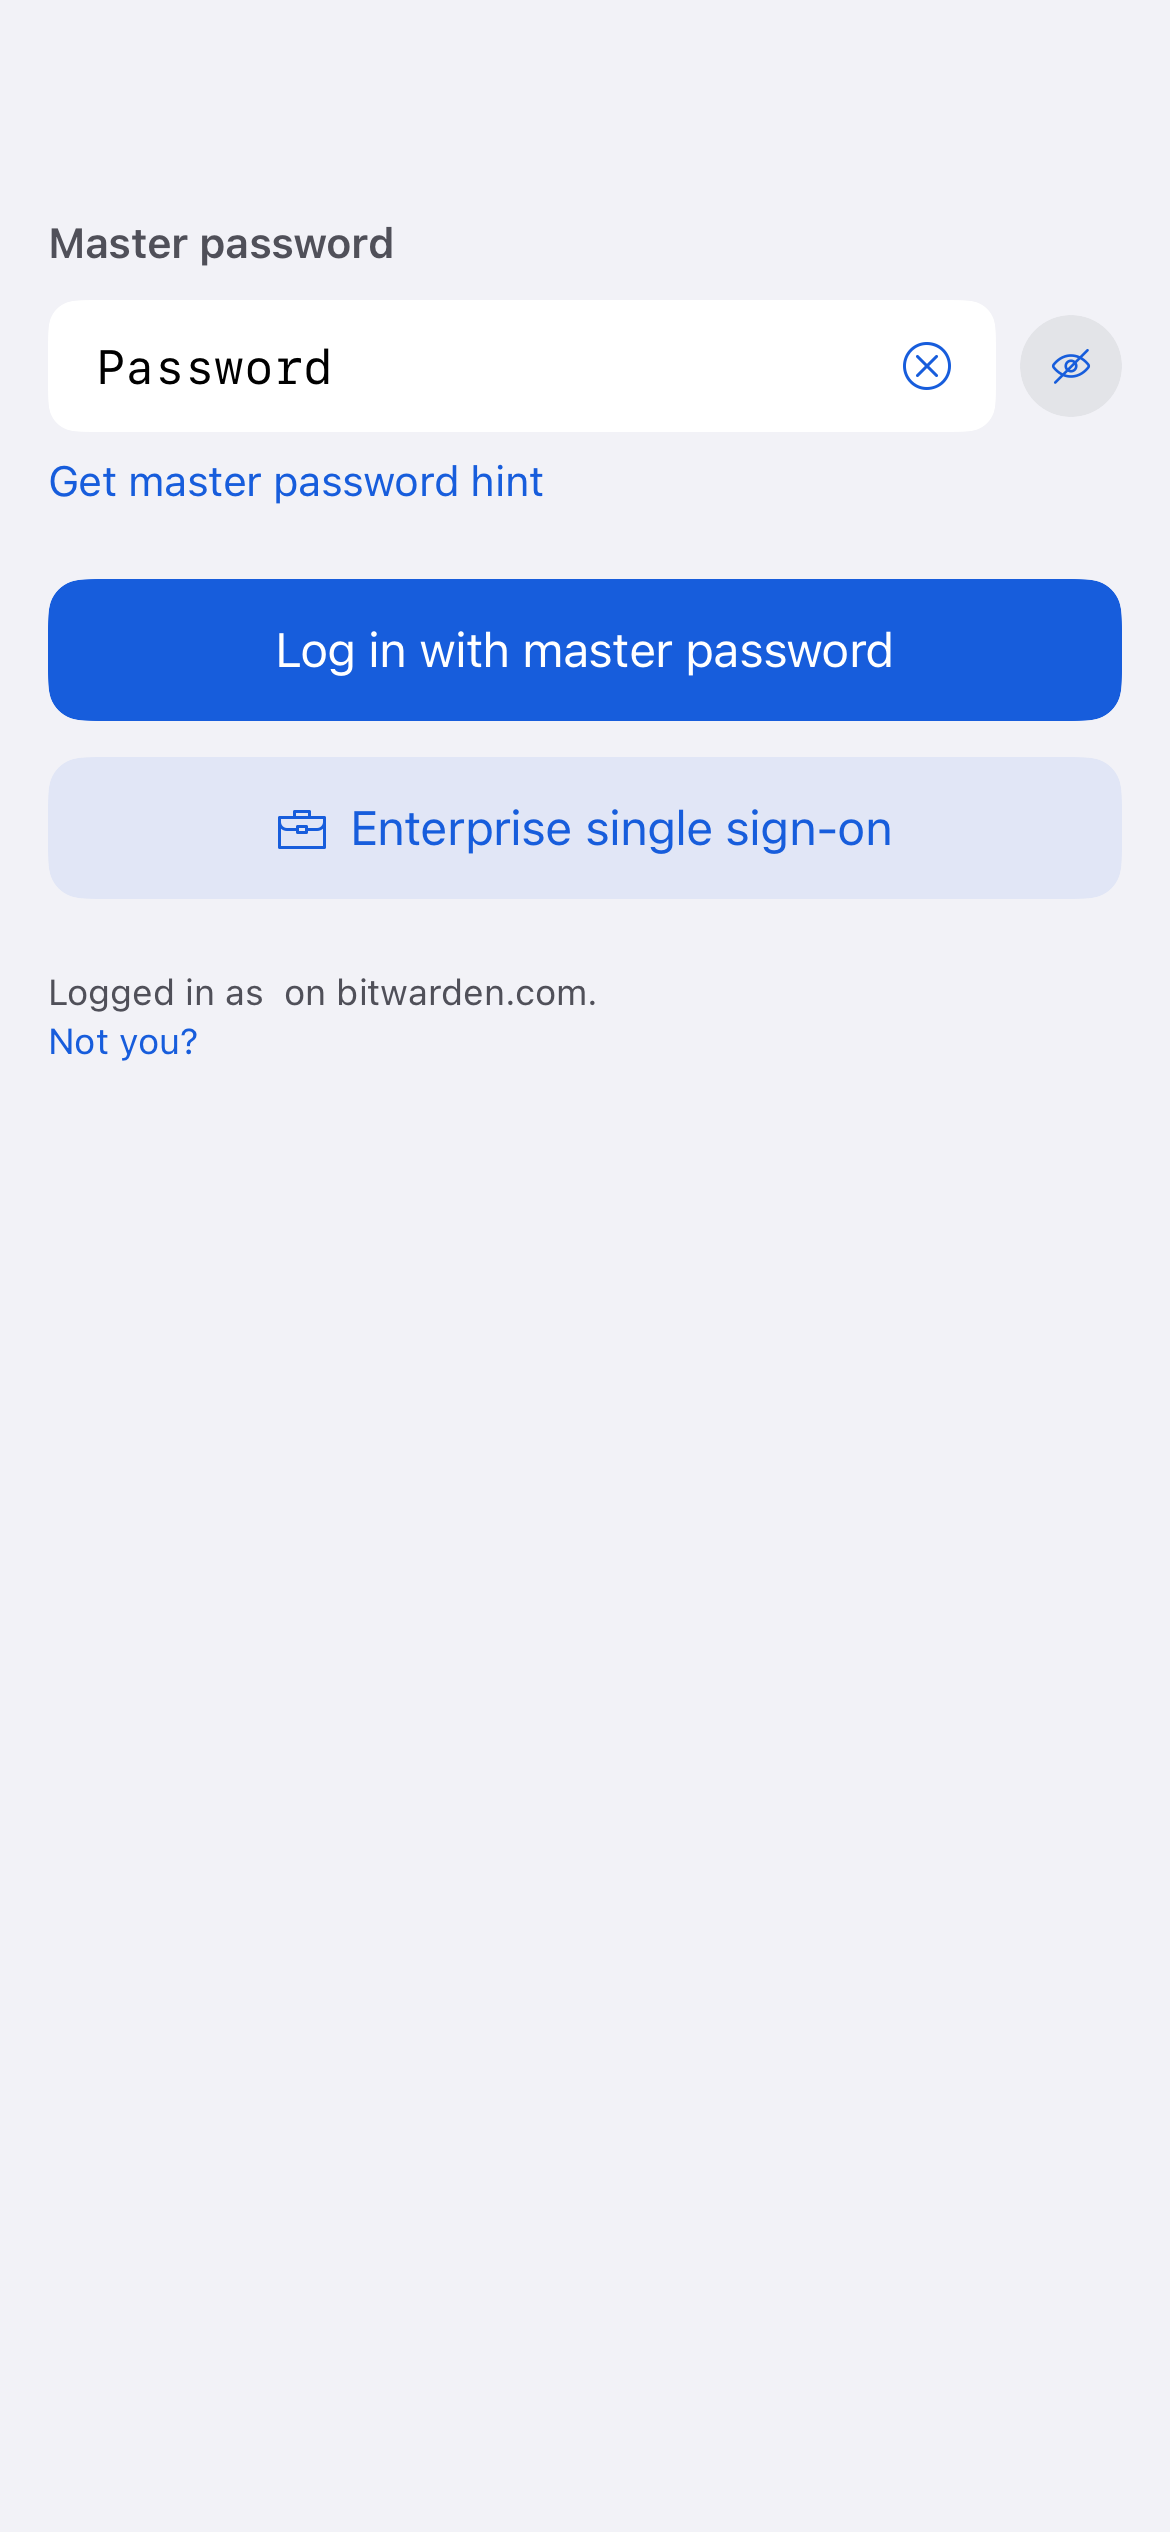 Master password
Password
Get master password hint
Log in with master password
Enterprise single sign-on
Logged in as  on bitwarden.com.
Not you?